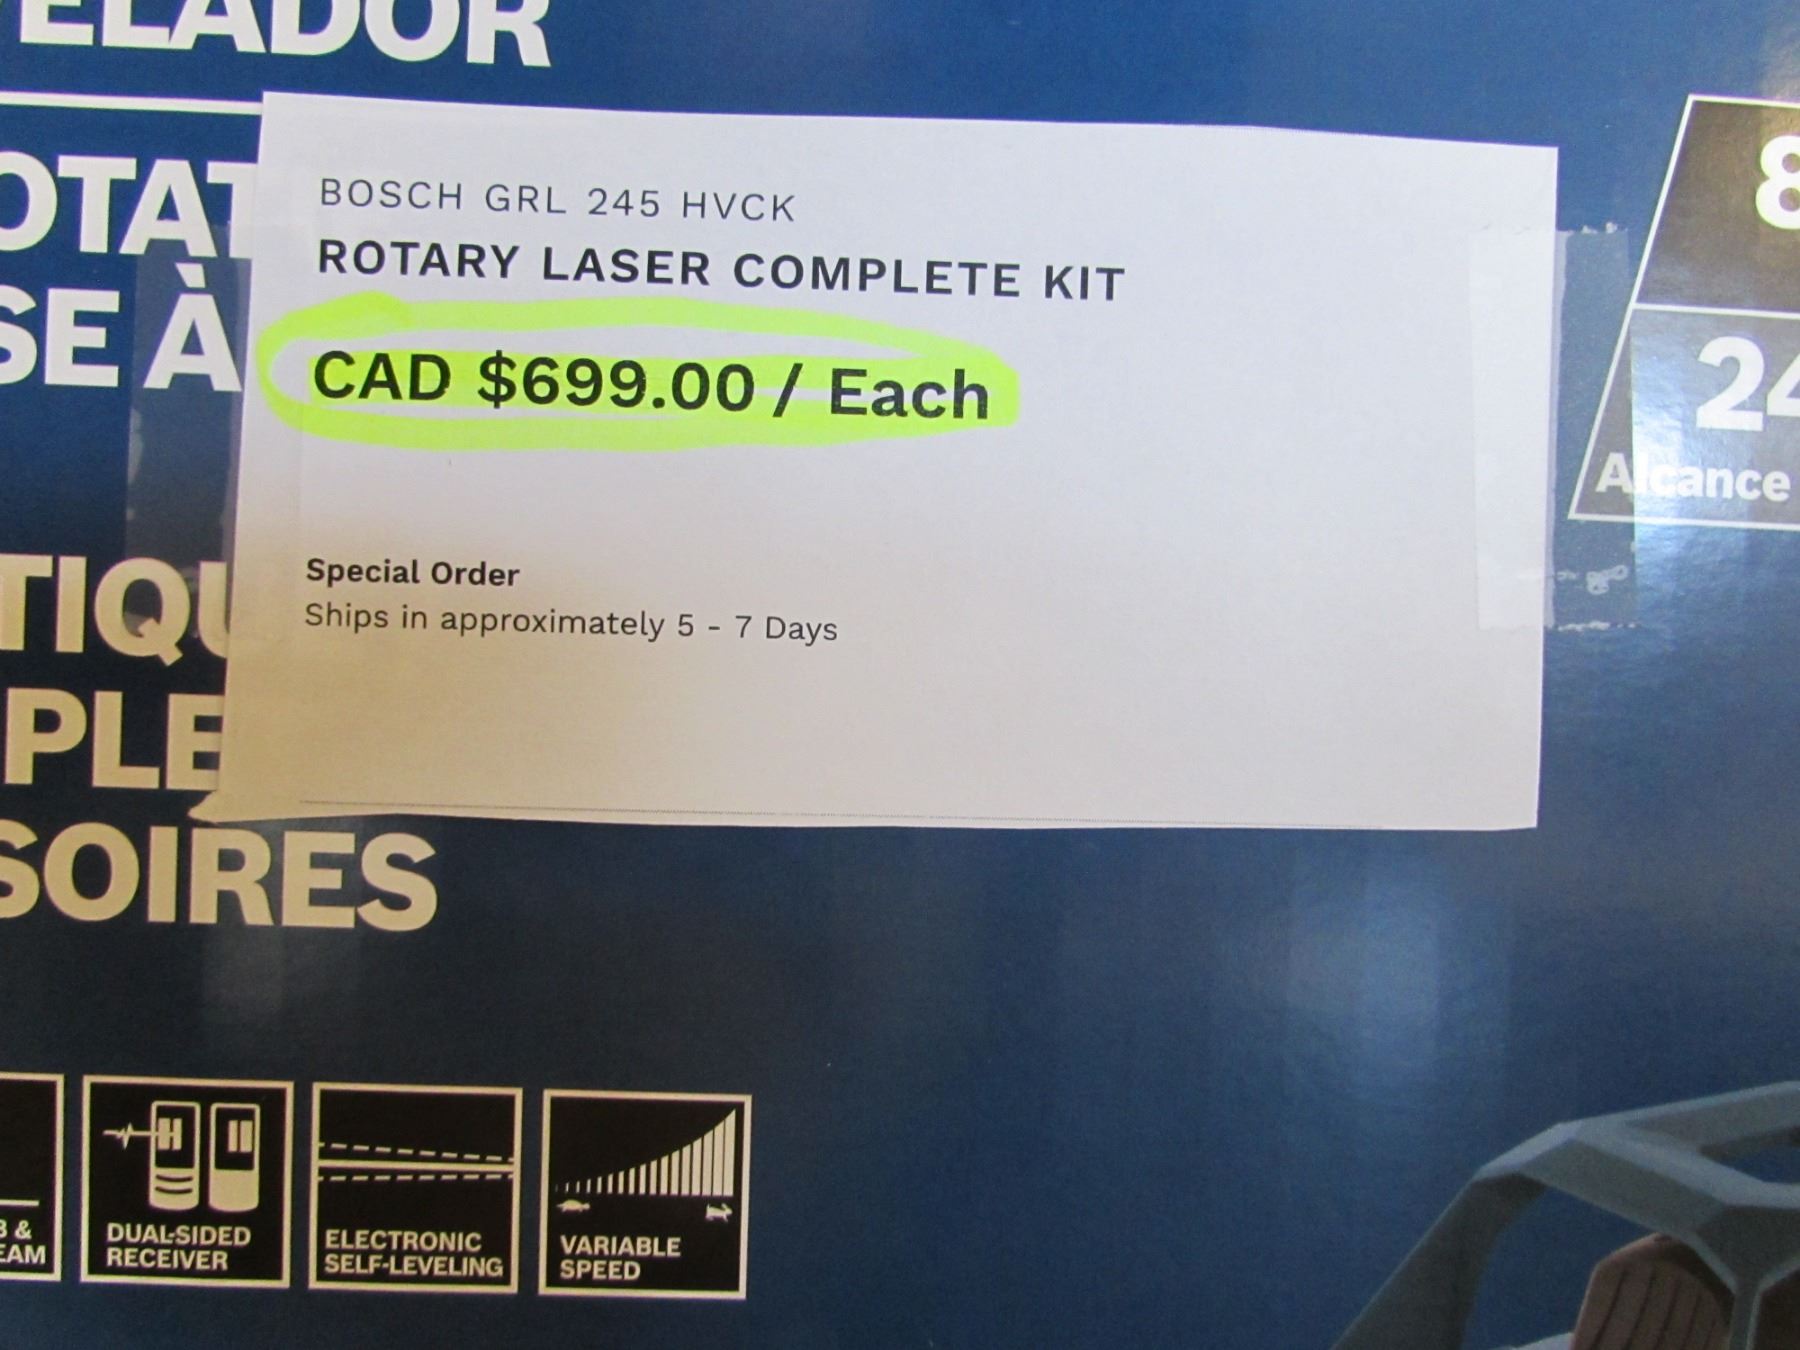 ELADOR
BOSCH GRL 245 HVCK
ROTARY LASER COMPLETE KIT
CAD $699.00 / Each
Special Order
Ships in approximately 5 - 7 Days
OTAT
SE À
TIQU
PLE
SOIRES
8
24
Alcance
DUAL-SIDED
RECEIVER
ELECTRONIC
SELF-LEVELING
VARIABLE
SPEED